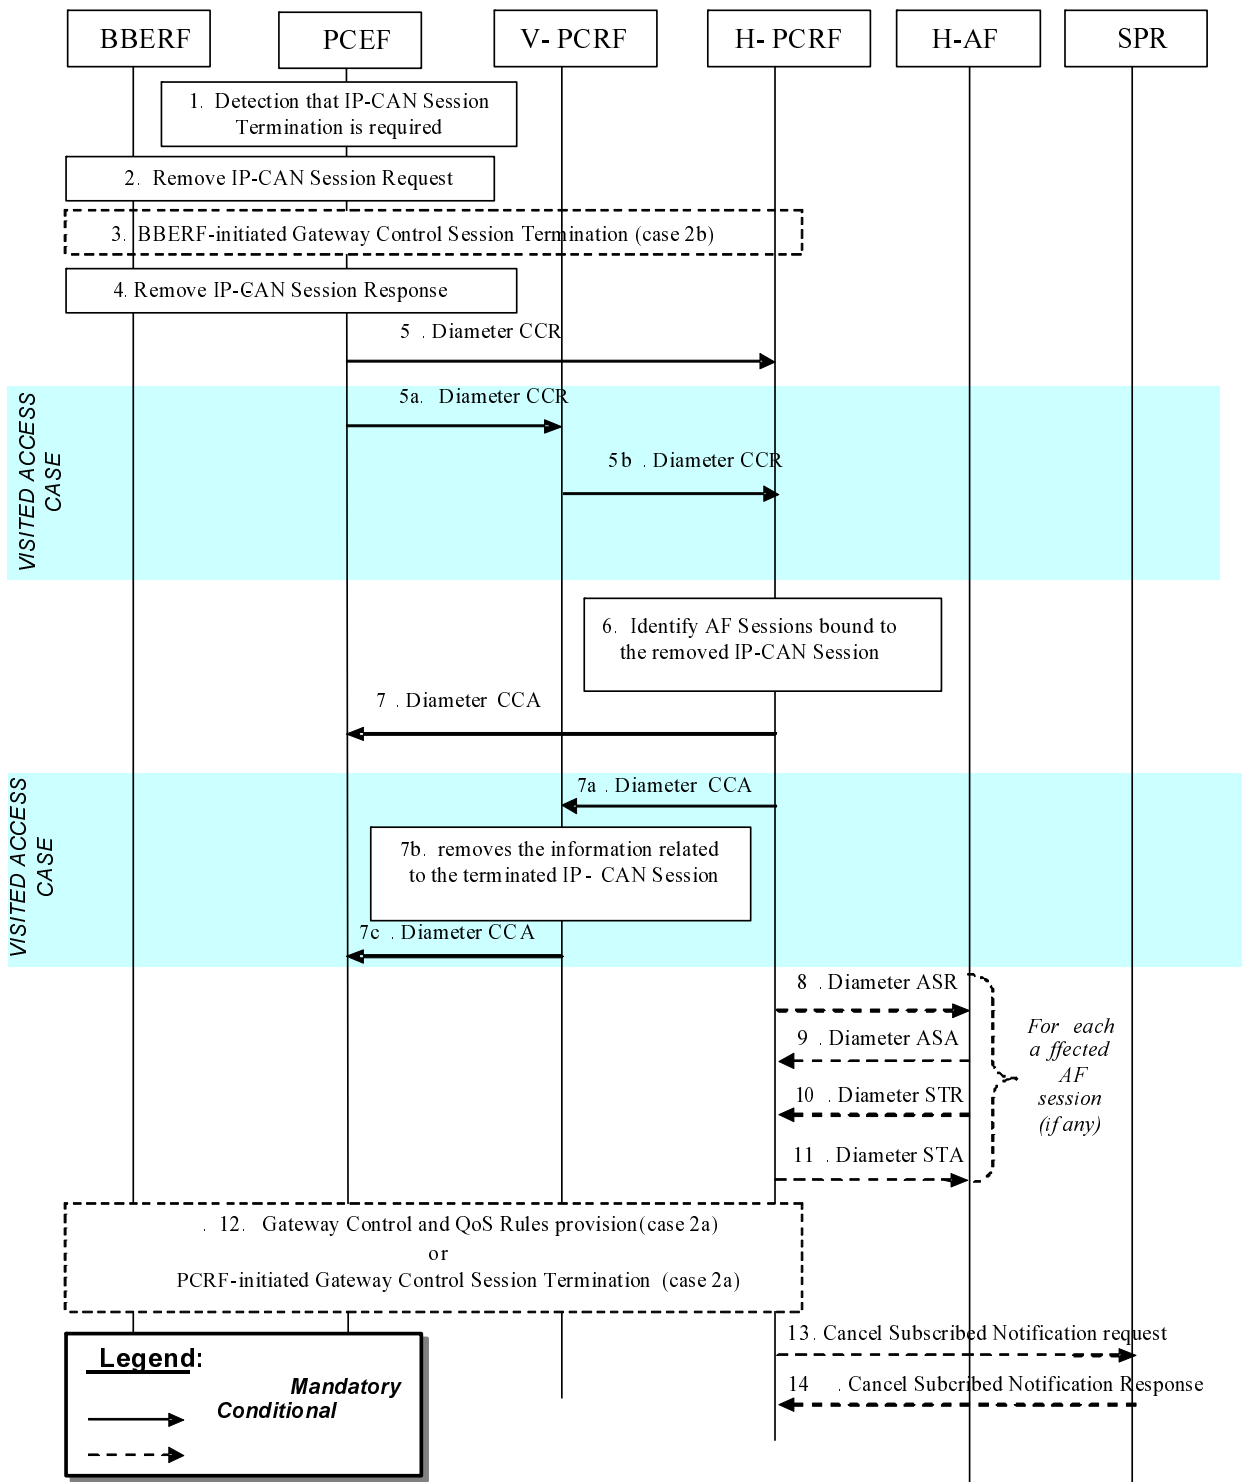 BBERF
PCEF
V- PCRF
H- PCRF
H-AF
SPR
1. Detection that IP-CAN Session
Termination is required
2. Remove IP-CAN Session Request
3. BBERF-initiated Gateway Control Session Termination (case 2b)
4. Remove IP-CAN Session Response
5 . Diameter CCR
VISITED ACCESS
CASE
5a. Diameter CCR
5b . Diameter CCR
6. Identify AF Sessions bound to
the removed IP-CAN Session
7 . Diameter CCA
VISITED ACCESS
CASE
7a . Diameter CCA
7b. removes the information related
to the terminated IP - CAN Session
7c . Diameter CCA
8 . Diameter ASR
9 . Diameter ASA
10 . Diameter STR
11 . Diameter STA
For each
a ffected
AF
session
(if any)
. 12. Gateway Control and QoS Rules provision(case 2a)
or
PCRF-initiated Gateway Control Session Termination (case 2a)
13. Cancel Subscribed Notification request
14 . Cancel Subcribed Notification Response
Legend:
Mandatory
Conditional